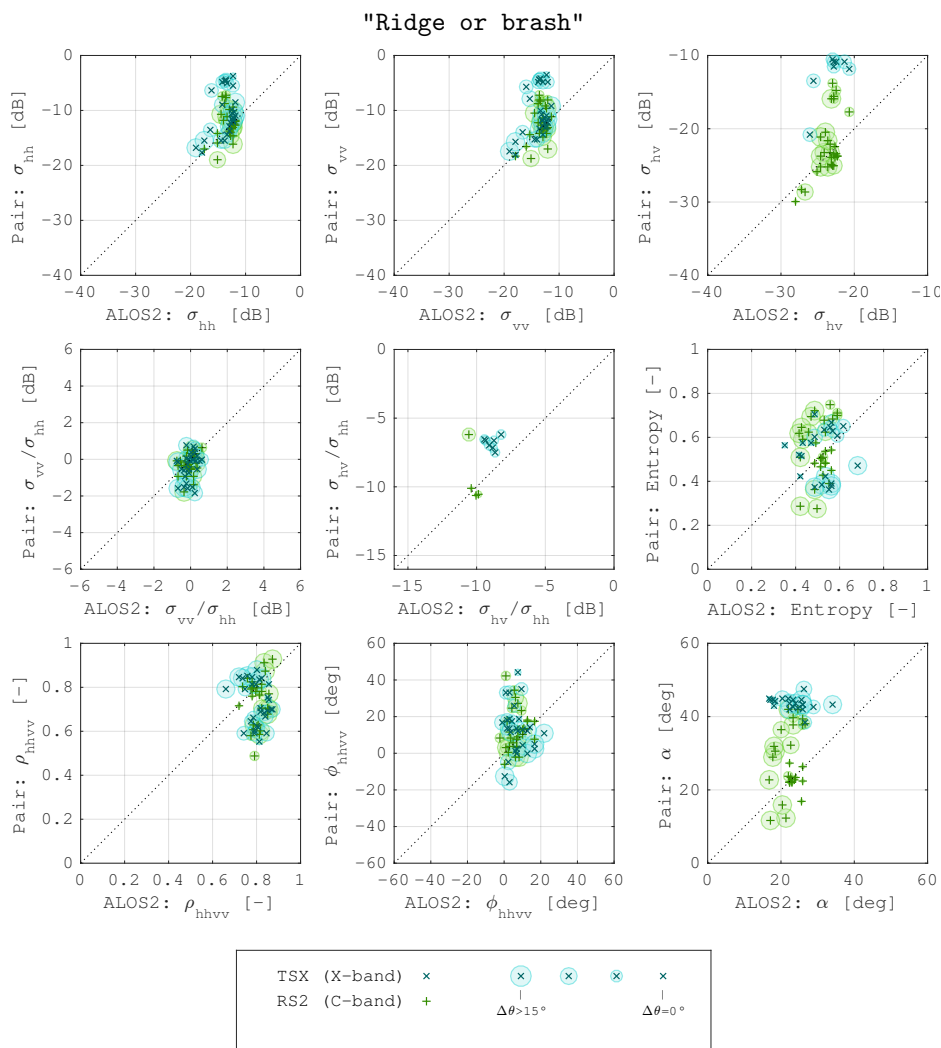 "Ridge or brash"
0 0 -10
-10 -10
-20 -20 -20
-30 -30 -30
-40 -40 -40
-40 -30 -20 -10 0 -40 -30 -20 -10 0 -40 -30 -20 -10
Pair: σhh [dB] Pair: σvv [dB] Pair: σhv [dB]
ALOS2: σhh [dB] ALOS2: σvv [dB] ALOS2: σhv [dB]
6 0 1
4 0.8
2 -5
0 0.6
-2 -10 0.4
-4 0.2
-6 -15 0
-6 -4 -2 0 2 4 6 -15 -10 -5 0 0 0.2 0.4 0.6 0.8 1
Pair: σvv/σhh [dB] Pair: σhv/σhh [dB] Pair: Entropy [-]
ALOS2: σvv/σhh [dB] ALOS2: σhv/σhh [dB] ALOS2: Entropy [-]
1 60 60
0.8 40
0.6 20 40
0.4 0
-20 20
0.2 -40
0 -60 0
0 0.2 0.4 0.6 0.8 1 -60 -40 -20 0 20 40 60 0 20 40 60
Pair: ρhhvv [-] Pair: ϕhhvv [deg] Pair: α [deg]
ALOS2: ρhhvv [-] ALOS2: ϕhhvv [deg] ALOS2: α [deg]
TSX (X-band)
RS2 (C-band)
Δθ>15° Δθ=0°